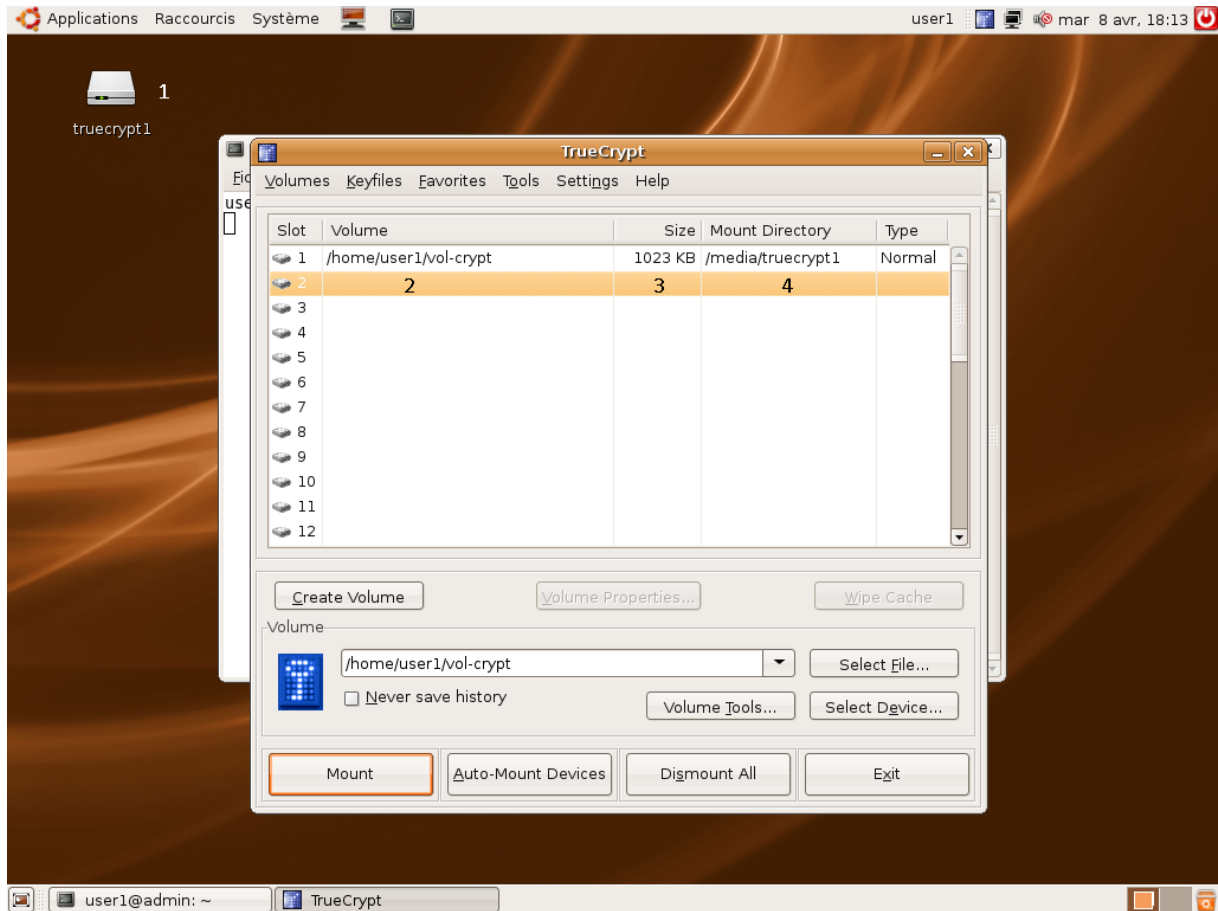 Applications Raccourcis Système user1 mar 8 avr, 18:13
1
truecrypt1
TrueCrypt
Fic
Volumes Keyfiles Favorites Tools Settings Help
use
Slot Volume Size Mount Directory Type
1 /home/user1/vol-crypt 1023 KB /media/truecrypt1 Normal
2 2 3 4
3
4
5
6
7
8
9
10
11
12
Create Volume Volume Properties... Wipe Cache
Volume
/home/user1/vol-crypt Select File...
Never save history
Volume Tools... Select Device...
Mount Auto-Mount Devices Dismount All Exit
user1@admin: ~ TrueCrypt